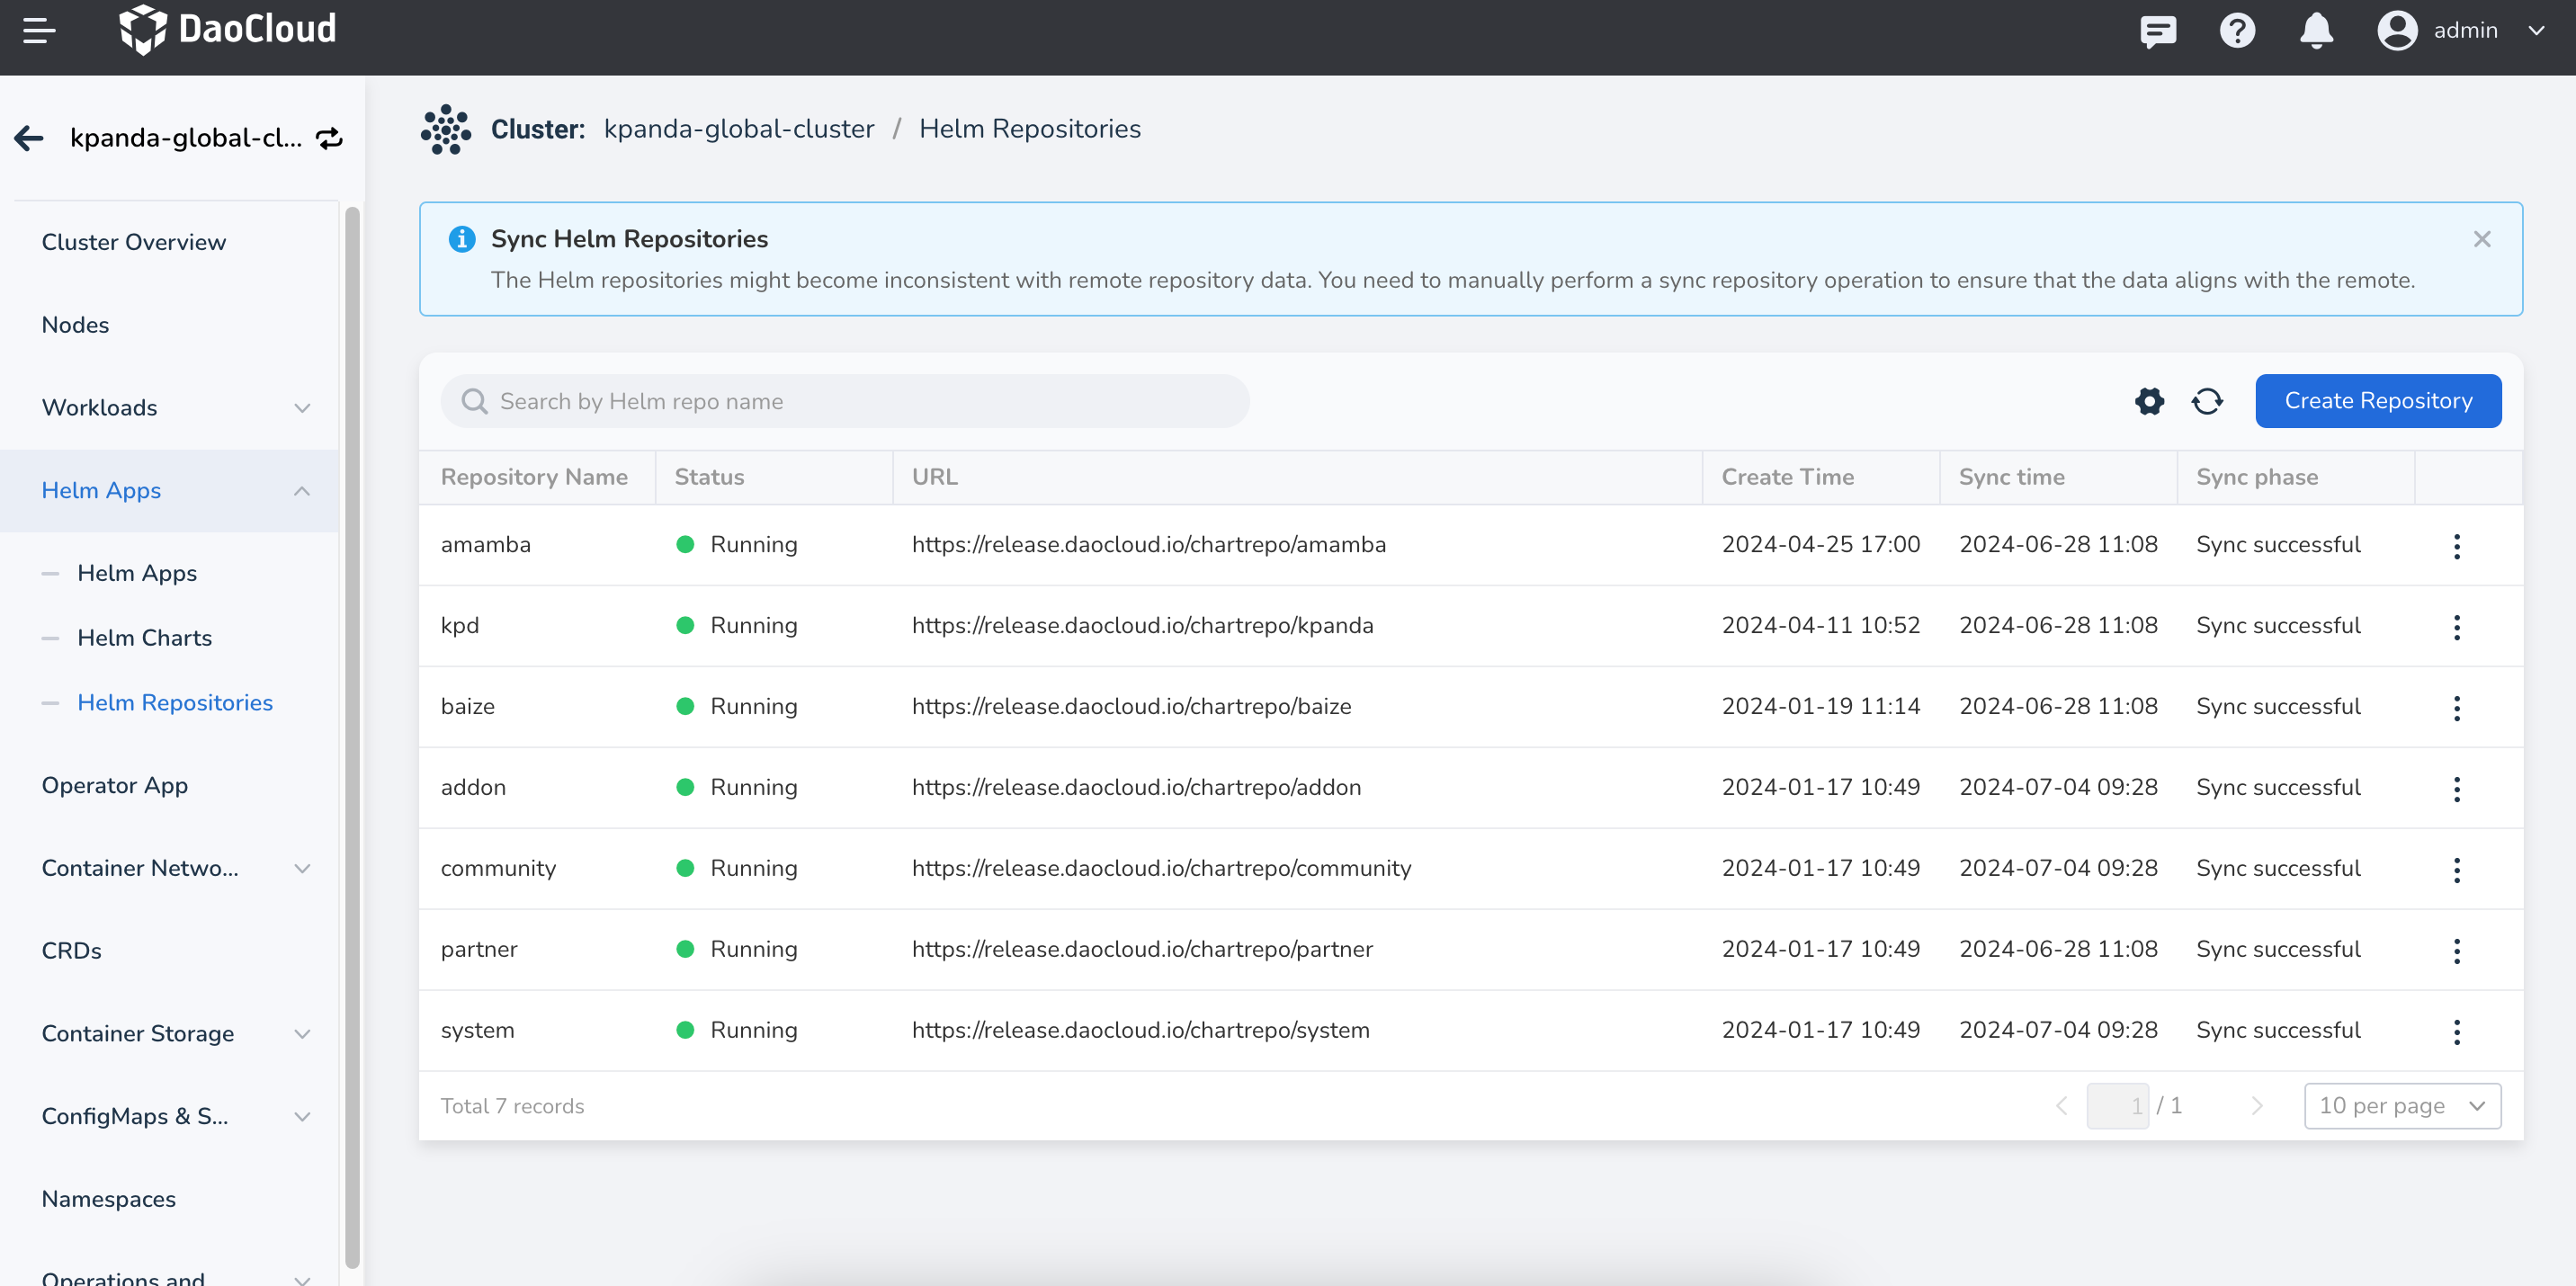 DaoCloud
admin
kpanda-global-cl...
Cluster Overview
Nodes
Workloads
Helm Apps
Helm Apps
Helm Charts
Helm Repositories
Operator App
Container Netwo...
CRDs
Container Storage
ConfigMaps & S...
Namespaces
Operations and
Cluster: kpanda-global-cluster / Helm Repositories
Sync Helm Repositories
The Helm repositories might become inconsistent with remote repository data. You need to manually perform a sync repository operation to ensure that the data aligns with the remote.
Search by Helm repo name
Create Repository
Repository Name Status URL Create Time Sync time Sync phase
amamba Running https://release.daocloud.io/chartrepo/amamba 2024-04-25 17:00 2024-06-28 11:08 Sync successful
kpd Running https://release.daocloud.io/chartrepo/kpanda 2024-04-11 10:52 2024-06-28 11:08 Sync successful
baize Running https://release.daocloud.io/chartrepo/baize 2024-01-19 11:14 2024-06-28 11:08 Sync successful
addon Running https://release.daocloud.io/chartrepo/addon 2024-01-17 10:49 2024-07-04 09:28 Sync successful
community Running https://release.daocloud.io/chartrepo/community 2024-01-17 10:49 2024-07-04 09:28 Sync successful
partner Running https://release.daocloud.io/chartrepo/partner 2024-01-17 10:49 2024-06-28 11:08 Sync successful
system Running https://release.daocloud.io/chartrepo/system 2024-01-17 10:49 2024-07-04 09:28 Sync successful
Total 7 records
1 / 1
10 per page